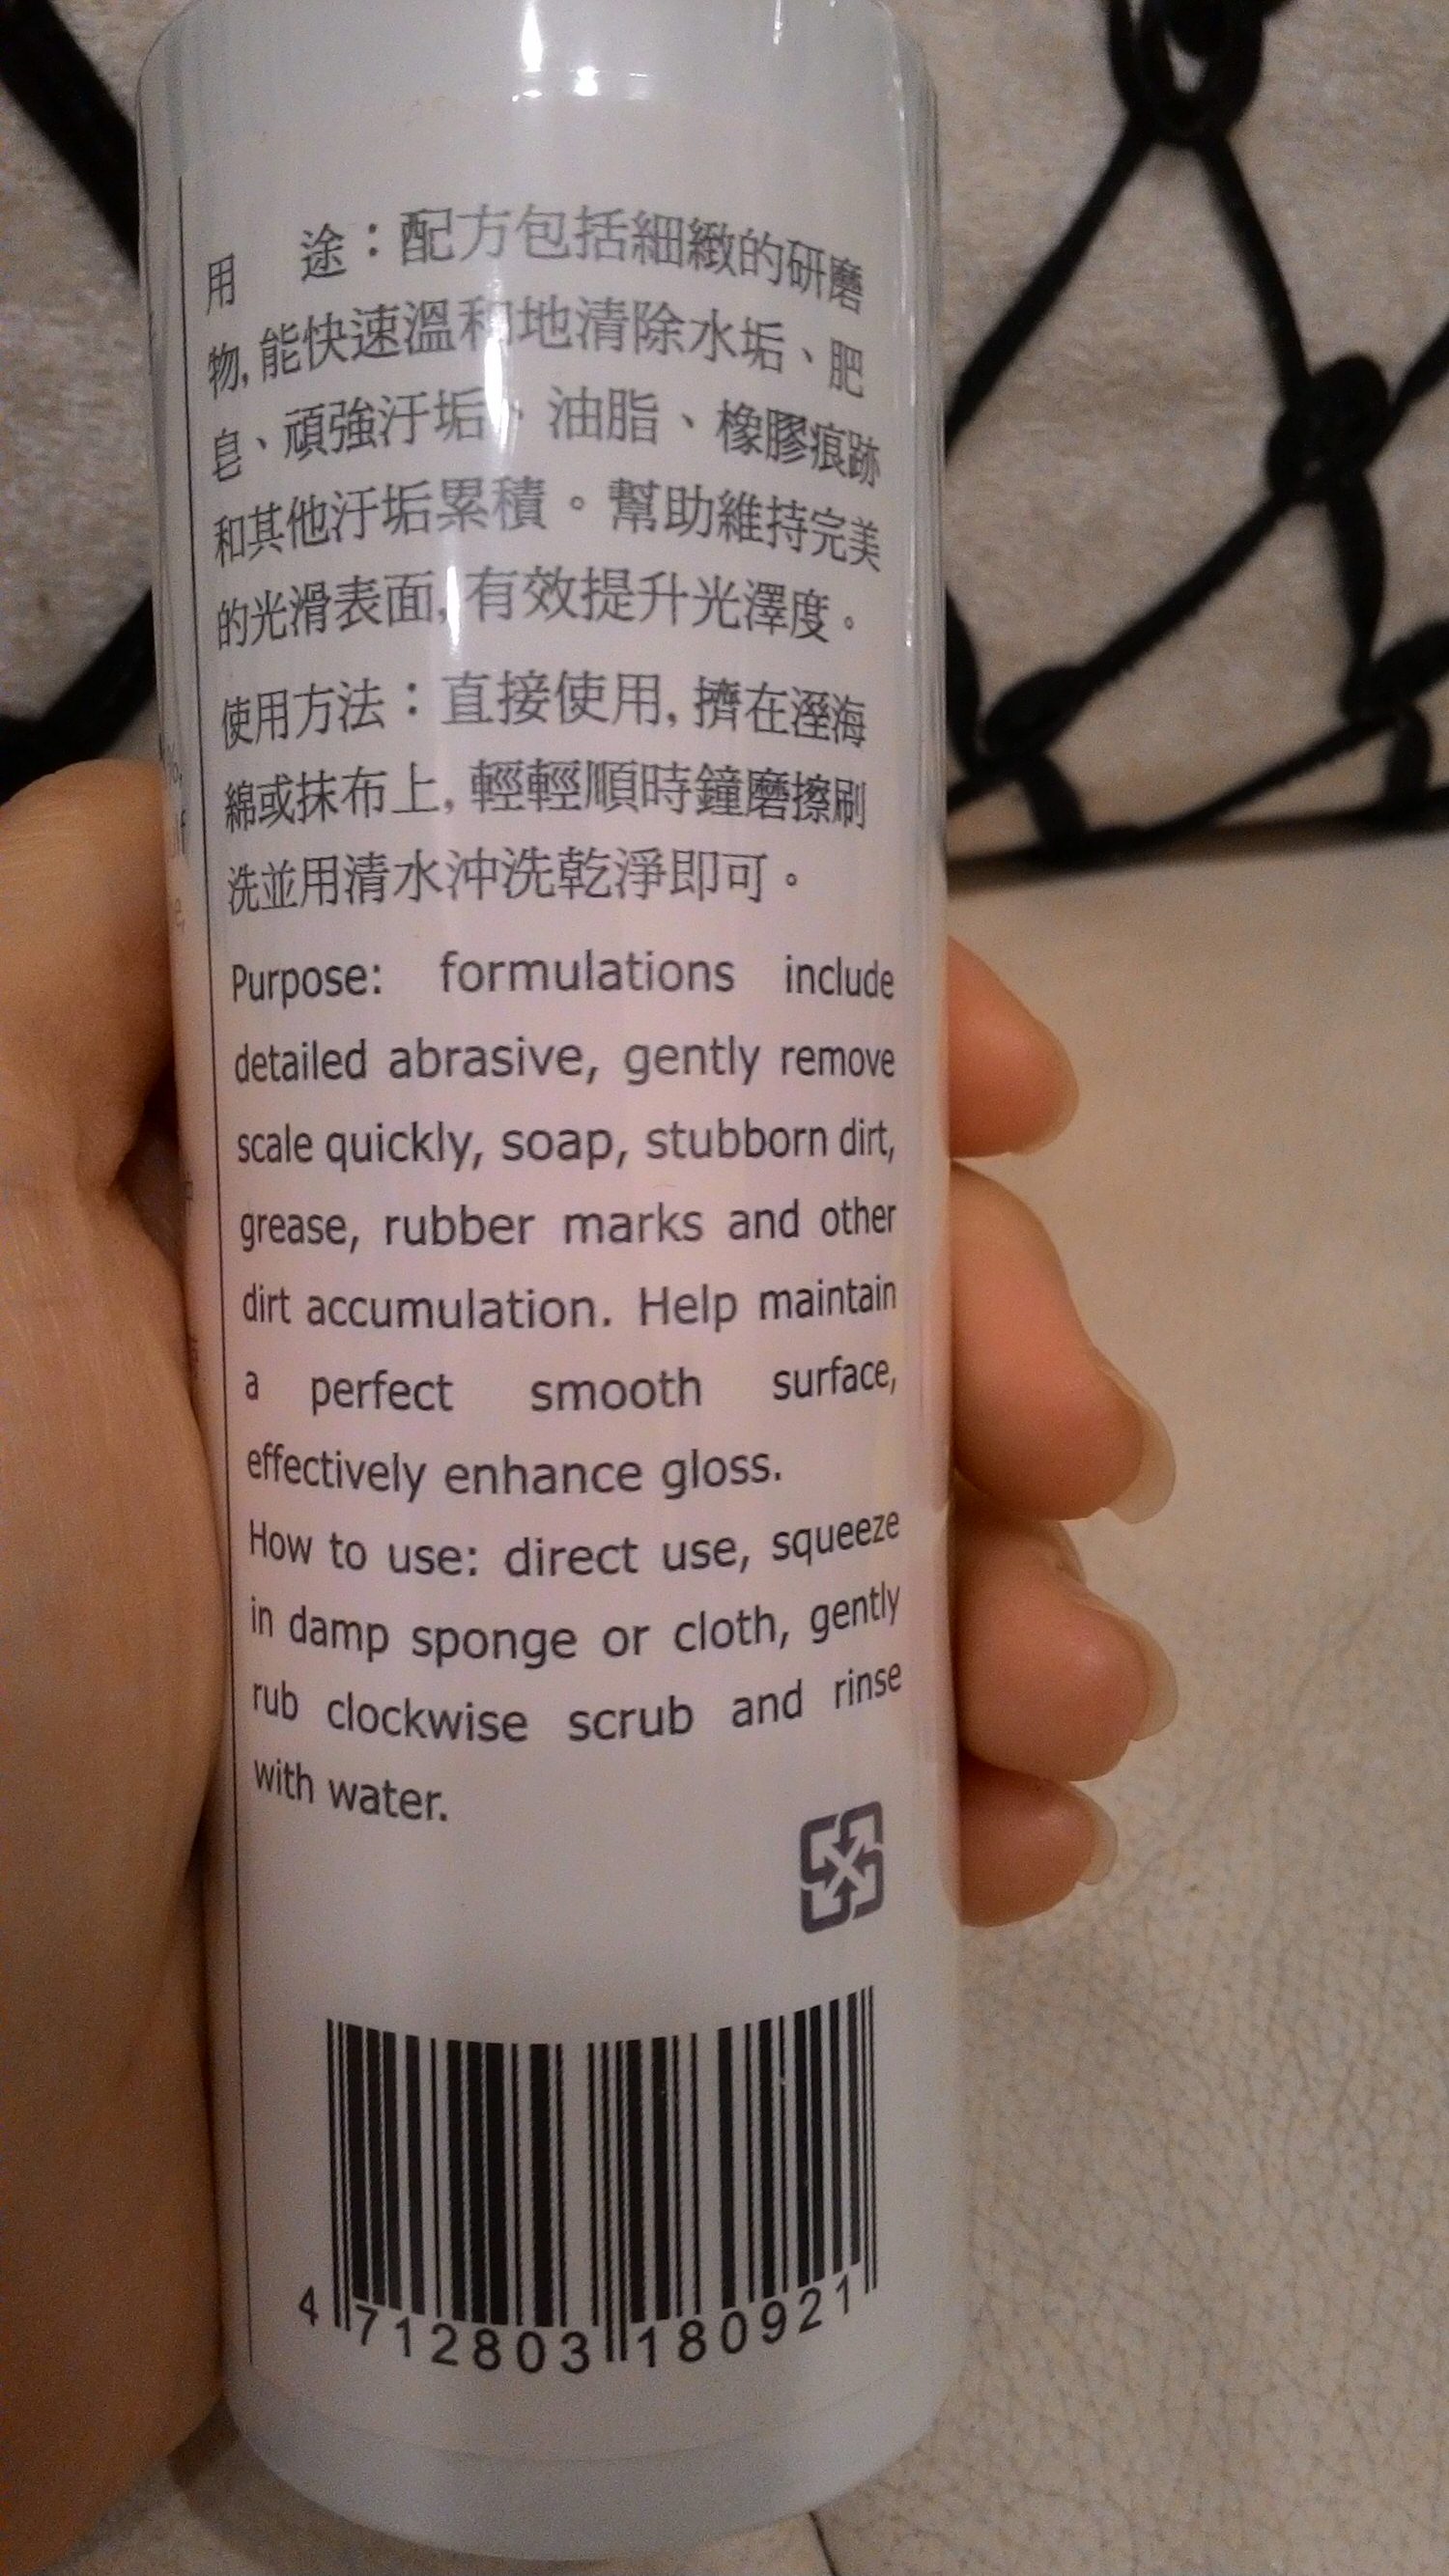 用　途：配方包括細緻的研磨
物,能快速溫和地清除水垢、肥
皂、頑強汙垢、油脂、橡膠痕跡
和其他汙垢累積。幫助維持完美
的光滑表面,有效提升光澤度。
使用方法：直接使用,擠在溼海
綿或抹布上,輕輕順時鐘磨擦刷
洗並用清水沖洗乾淨即可。
Purpose: formulations include
detailed abrasive, gently remove
scale quickly, soap, stubborn dirt,
grease, rubber marks and other
dirt accumulation. Help maintain
a perfect smooth surface,
effectively enhance gloss.
How to use: direct use, squeeze
in damp sponge or cloth, gently
rub clockwise scrub and rinse
with water.
4 712803 180921